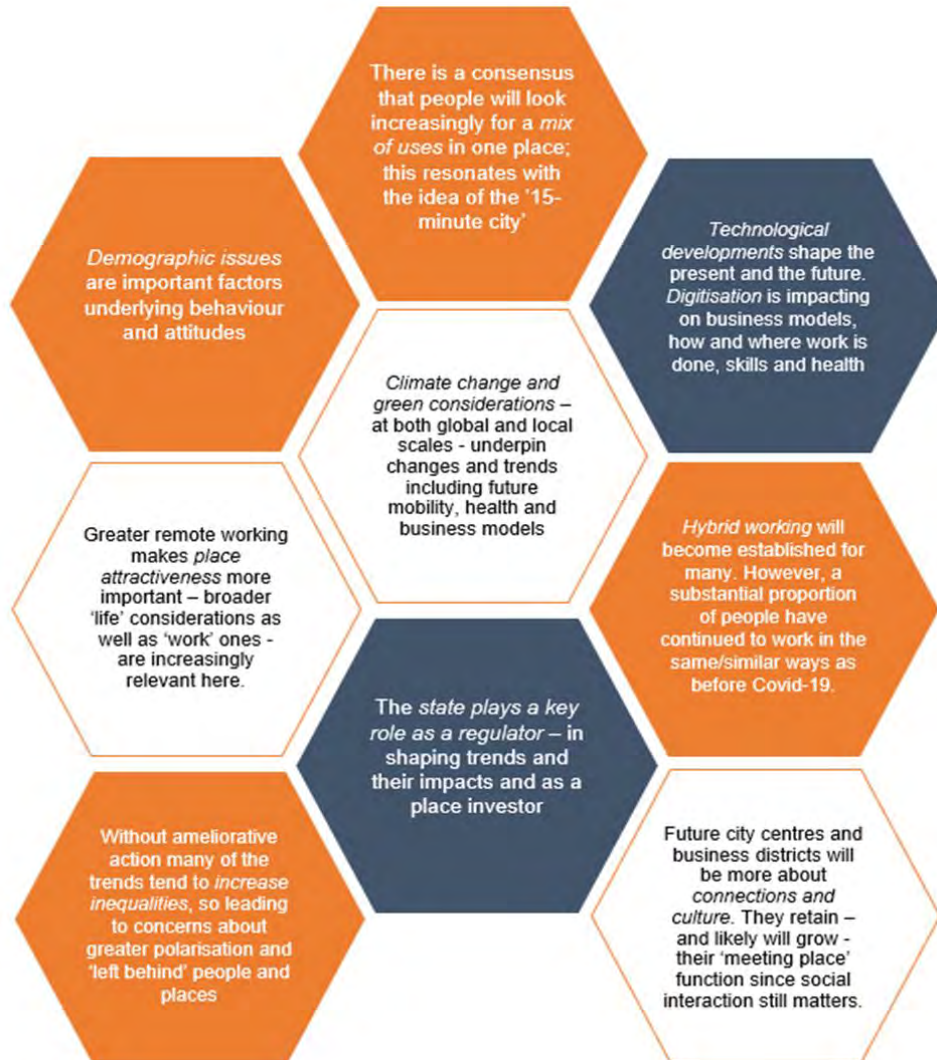 There is a consensus
that people will look
increasingly for a mix
of uses in one place;
this resonates with
the idea of the '15-
minute city'
Demographic issues
are important factors
underlying behaviour
and attitudes
Technological
developments shape the
present and the future.
Digitisation is impacting
on business models,
how and where work is
done, skills and health
Climate change and
green considerations –
at both global and local
scales - underpin
changes and trends
including future
mobility, health and
business models
Greater remote working
makes place
attractiveness more
important – broader
'life' considerations as
well as 'work' ones -
are increasingly
relevant here.
Hybrid working will
become established for
many. However, a
substantial proportion
of people have
continued to work in the
same/similar ways as
before Covid-19.
The state plays a key
role as a regulator – in
shaping trends and
their impacts and as a
place investor
Without ameliorative
action many of the
trends tend to increase
inequalities, so leading
to concerns about
greater polarisation and
'left behind' people and
places
Future city centres and
business districts will
be more about
connections and
culture. They retain –
and likely will grow -
their 'meeting place'
function since social
interaction still matters.